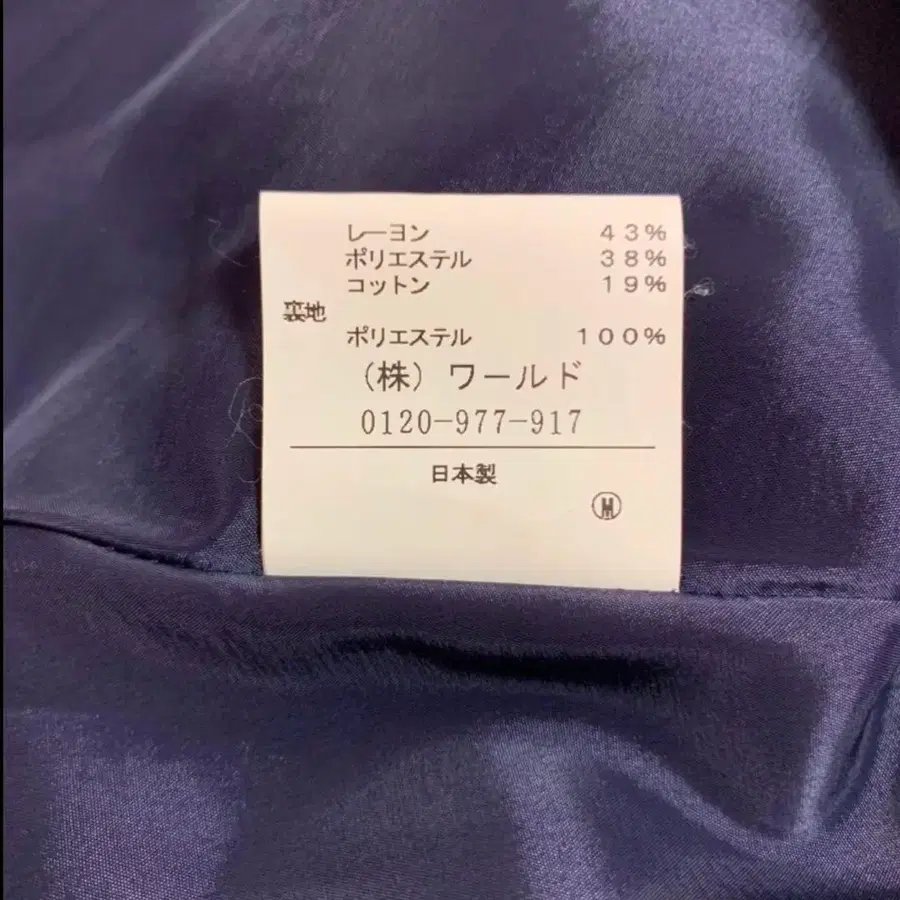 レーヨン 43%
ポリエステル 38%
コットン 19%
裏地
ポリエステル 100%
(株) ワールド
0120-977-917
日本製
Ⓜ